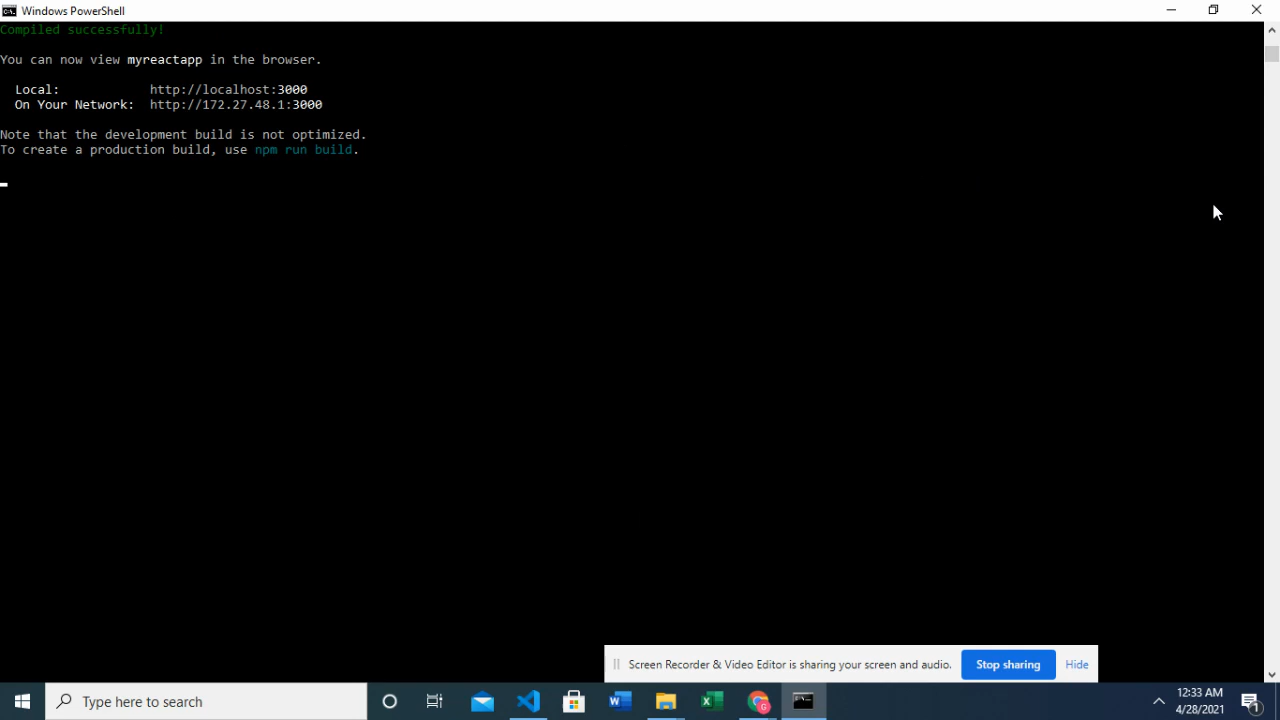 Windows PowerShell
Compiled successfully!
You can now view myreactapp in the browser.
Local: http://localhost:3000
On Your Network: http://172.27.48.1:3000
Note that the development build is not optimized.
To create a production build, use npm run build.
Screen Recorder & Video Editor is sharing your screen and audio. Stop sharing Hide
Type here to search
12:33 AM
4/28/2021
1